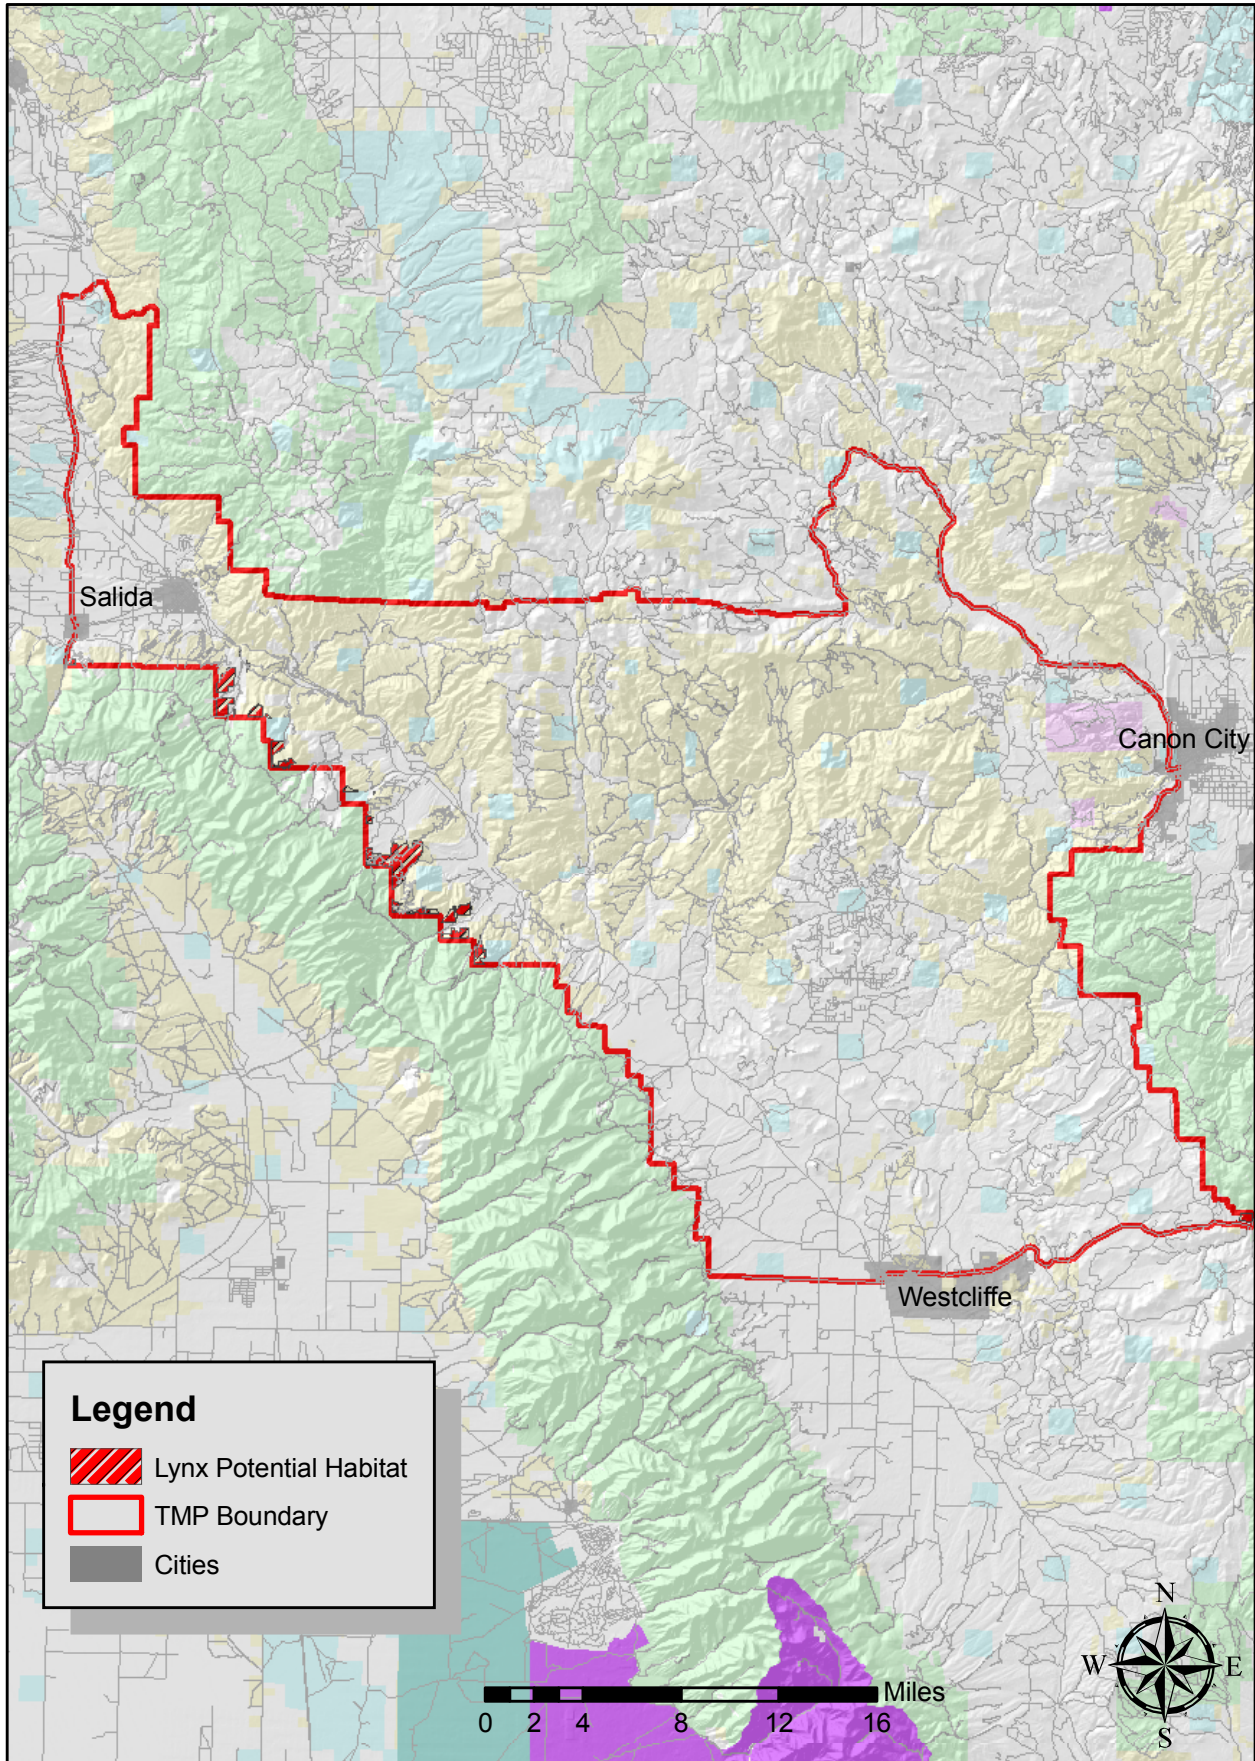 Salida
Canon City
Westcliffe
Legend
Lynx Potential Habitat
TMP Boundary
Cities
N
W E
S
Miles
0 2 4 8 12 16